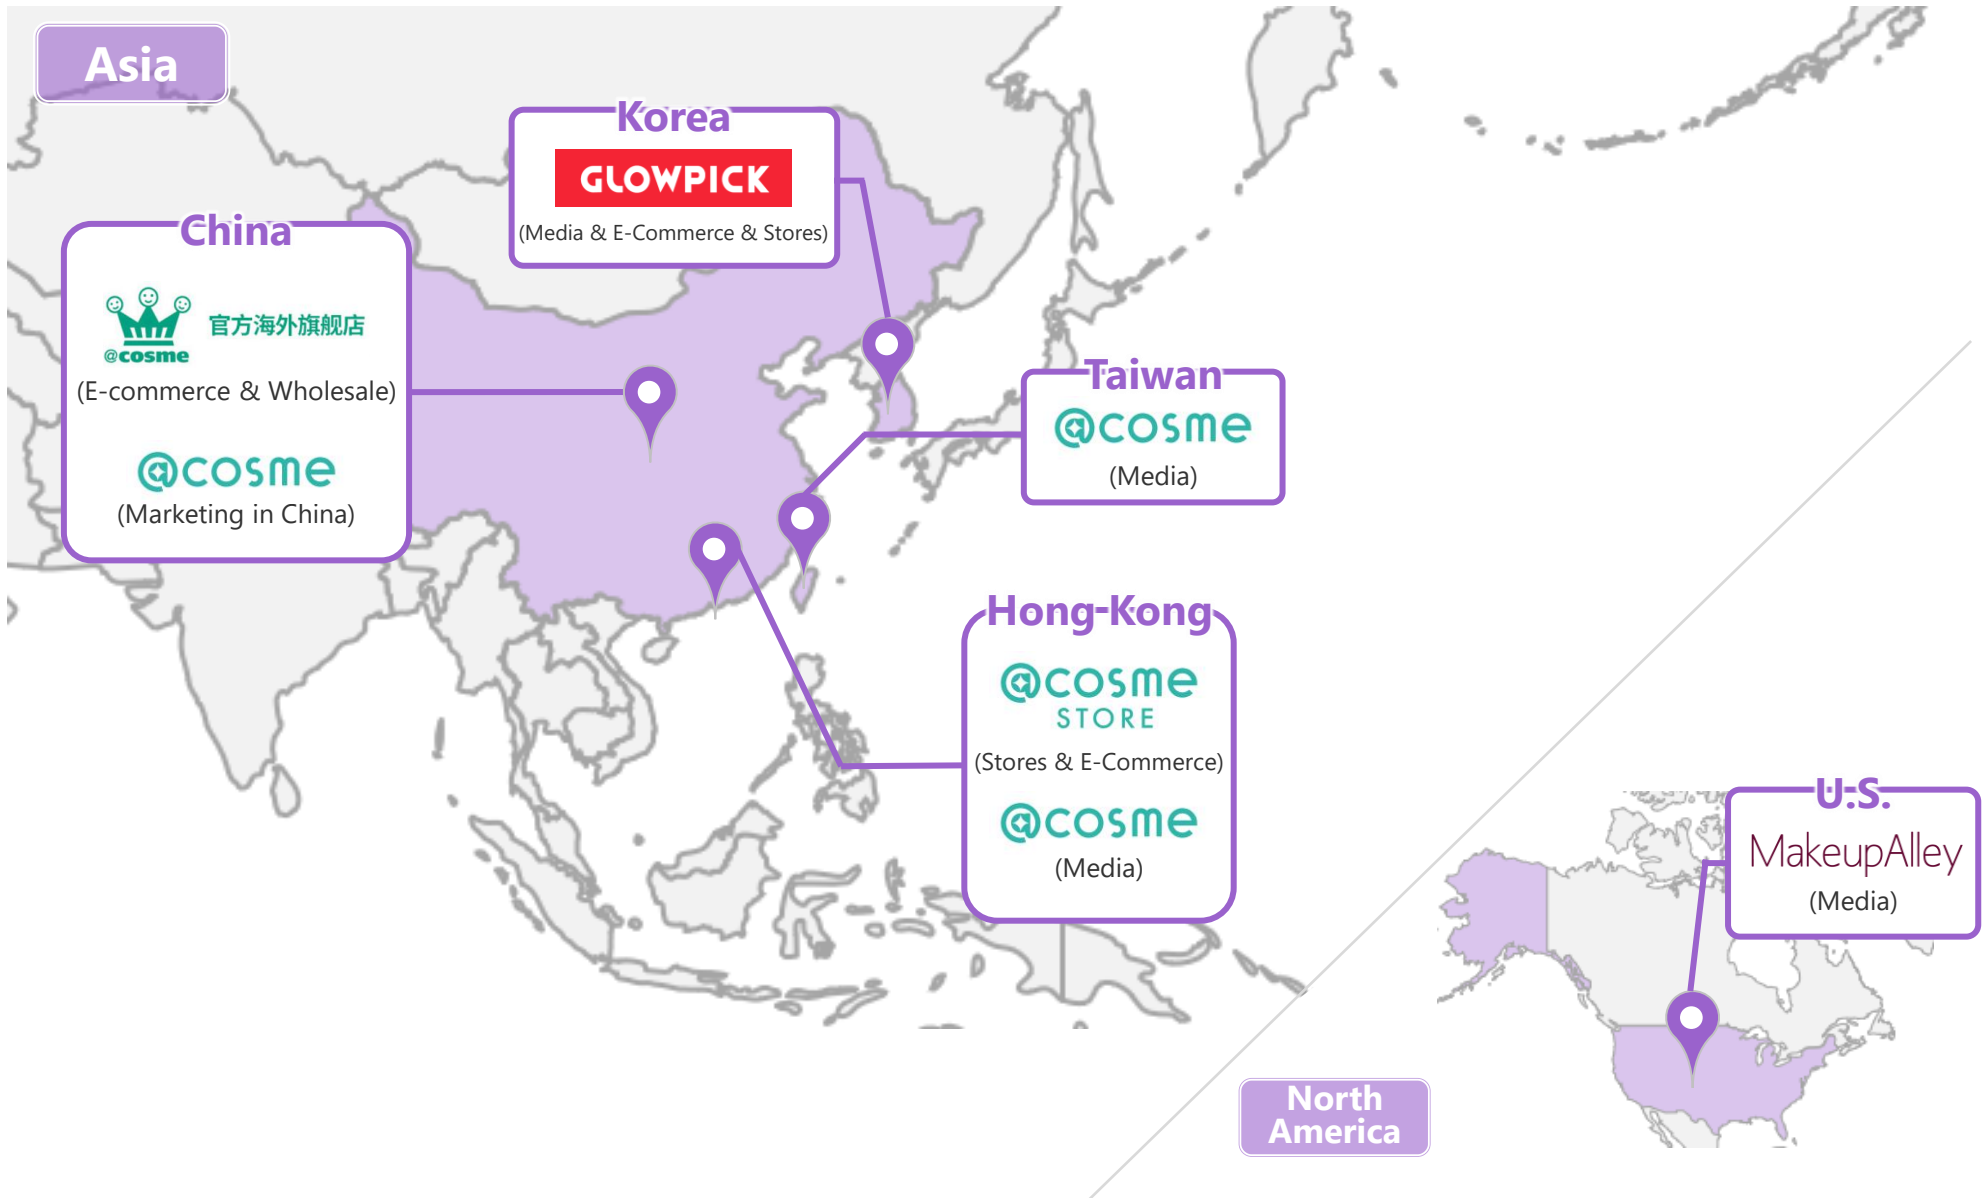 Asia
Korea
GLOWPICK
(Media & E-Commerce & Stores)
China
@cosme
官方海外旗舰店
(E-commerce & Wholesale)
@cosme
(Marketing in China)
Taiwan
@cosme
(Media)
Hong-Kong
@cosme
STORE
(Stores & E-Commerce)
@cosme
(Media)
U.S.
MakeupAlley
(Media)
North
America